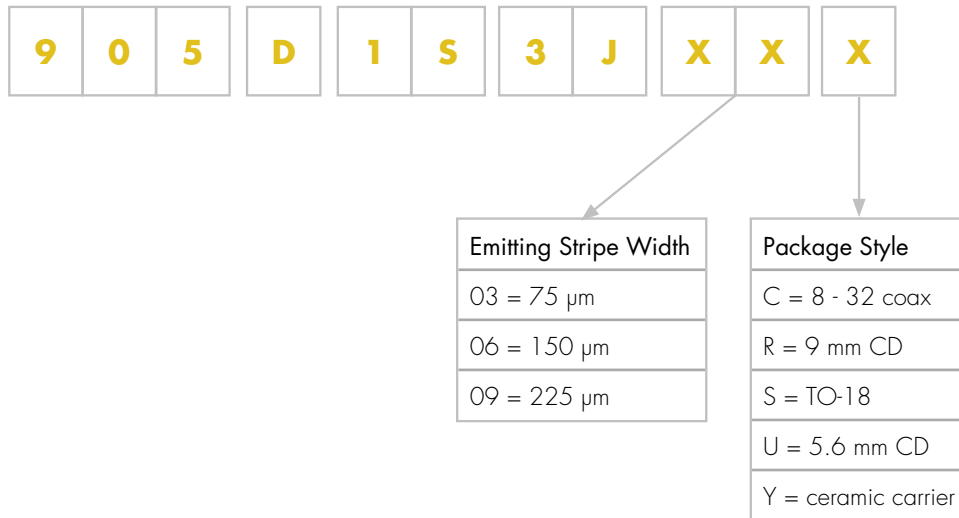 9 0 5 D 1 S 3 J X X X
Emitting Stripe Width
03 = 75 µm
06 = 150 µm
09 = 225 µm
Package Style
C = 8 - 32 coax
R = 9 mm CD
S = TO-18
U = 5.6 mm CD
Y = ceramic carrier